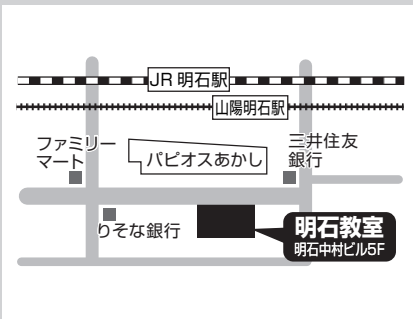 JR 明石駅
山陽明石駅
ファミリー
マート
パピオスあかし
三井住友
銀行
りそな銀行
明石教室
明石中村ビル5F